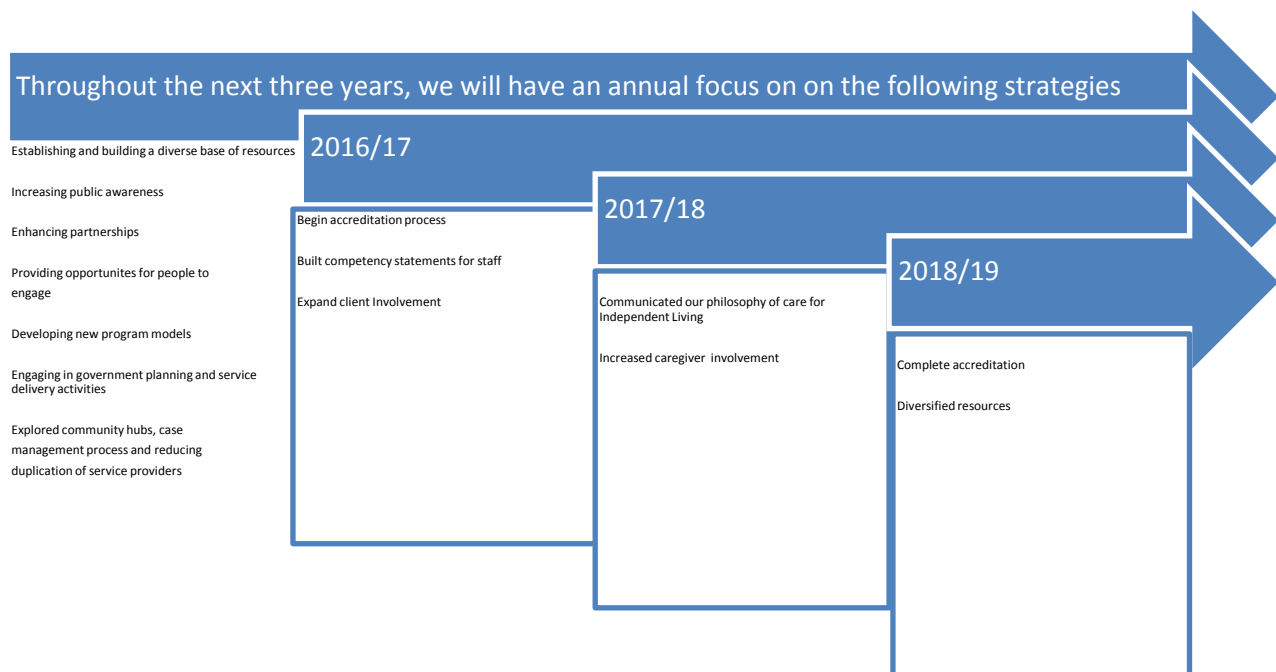 Throughout the next three years, we will have an annual focus on on the following strategies
Establishing and building a diverse base of resources
Increasing public awareness
Enhancing partnerships
Providing opportunites for people to
engage
Developing new program models
Engaging in government planning and service
delivery activities
Explored community hubs, case
management process and reducing
duplication of service providers
2016/17
Begin accreditation process
Built competency statements for staff
Expand client Involvement
2017/18
Communicated our philosophy of care for
Independent Living
Increased caregiver involvement
2018/19
Complete accreditation
Diversified resources